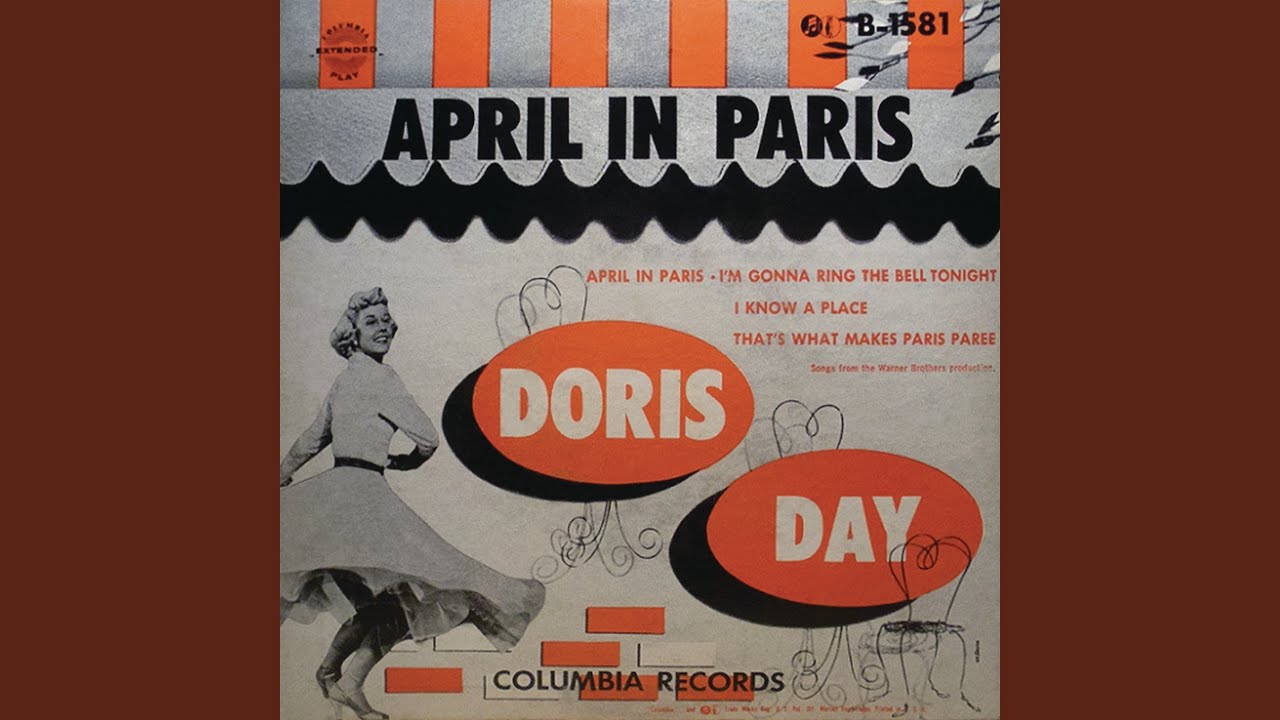 COLUMBIA
EXTENDED
PLAY
B-1581
APRIL IN PARIS
APRIL IN PARIS • I'M GONNA RING THE BELL TONIGHT
I KNOW A PLACE
THAT'S WHAT MAKES PARIS PAREE
Songs from the Warner Brothers production.
DORIS
DAY
COLUMBIA RECORDS